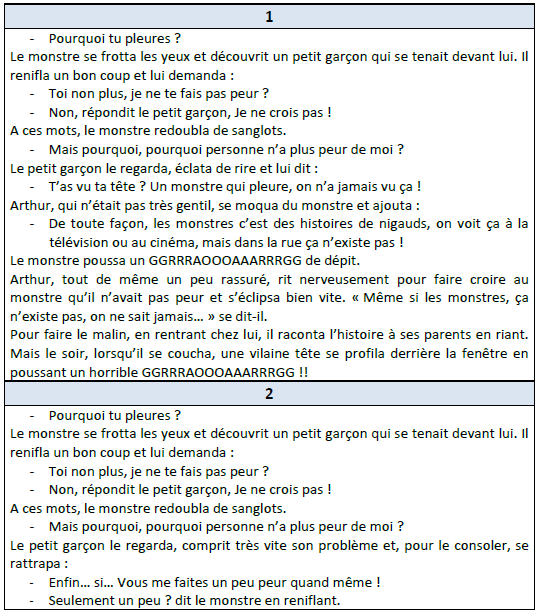 1
- Pourquoi tu pleures ?
Le monstre se frotta les yeux et découvrit un petit garçon qui se tenait devant lui. Il
renifla un bon coup et lui demanda :
- Toi non plus, je ne te fais pas peur ?
- Non, répondit le petit garçon, Je ne crois pas !
A ces mots, le monstre redoubla de sanglots.
- Mais pourquoi, pourquoi personne n’a plus peur de moi ?
Le petit garçon le regarda, éclata de rire et lui dit :
- T’as vu ta tête ? Un monstre qui pleure, on n’a jamais vu ça !
Arthur, qui n’était pas très gentil, se moqua du monstre et ajouta :
- De toute façon, les monstres c’est des histoires de nigauds, on voit ça à la
télévision ou au cinéma, mais dans la rue ça n’existe pas !
Le monstre poussa un GGRRRAOOOAAARRRGG de dépit.
Arthur, tout de même un peu rassuré, rit nerveusement pour faire croire au
monstre qu’il n’avait pas peur et s’éclipsa bien vite. « Même si les monstres, ça
n’existe pas, on ne sait jamais… » se dit-il.
Pour faire le malin, en rentrant chez lui, il raconta l’histoire à ses parents en riant.
Mais le soir, lorsqu’il se coucha, une vilaine tête se profila derrière la fenêtre en
poussant un horrible GGRRRAOOOAAARRRGG !!
2
- Pourquoi tu pleures ?
Le monstre se frotta les yeux et découvrit un petit garçon qui se tenait devant lui. Il
renifla un bon coup et lui demanda :
- Toi non plus, je ne te fais pas peur ?
- Non, répondit le petit garçon, Je ne crois pas !
A ces mots, le monstre redoubla de sanglots.
- Mais pourquoi, pourquoi personne n’a plus peur de moi ?
Le petit garçon le regarda, comprit très vite son problème et, pour le consoler, se
rattrapa :
- Enfin… si… Vous me faites un peu peur quand même !
- Seulement un peu ? dit le monstre en reniflant.